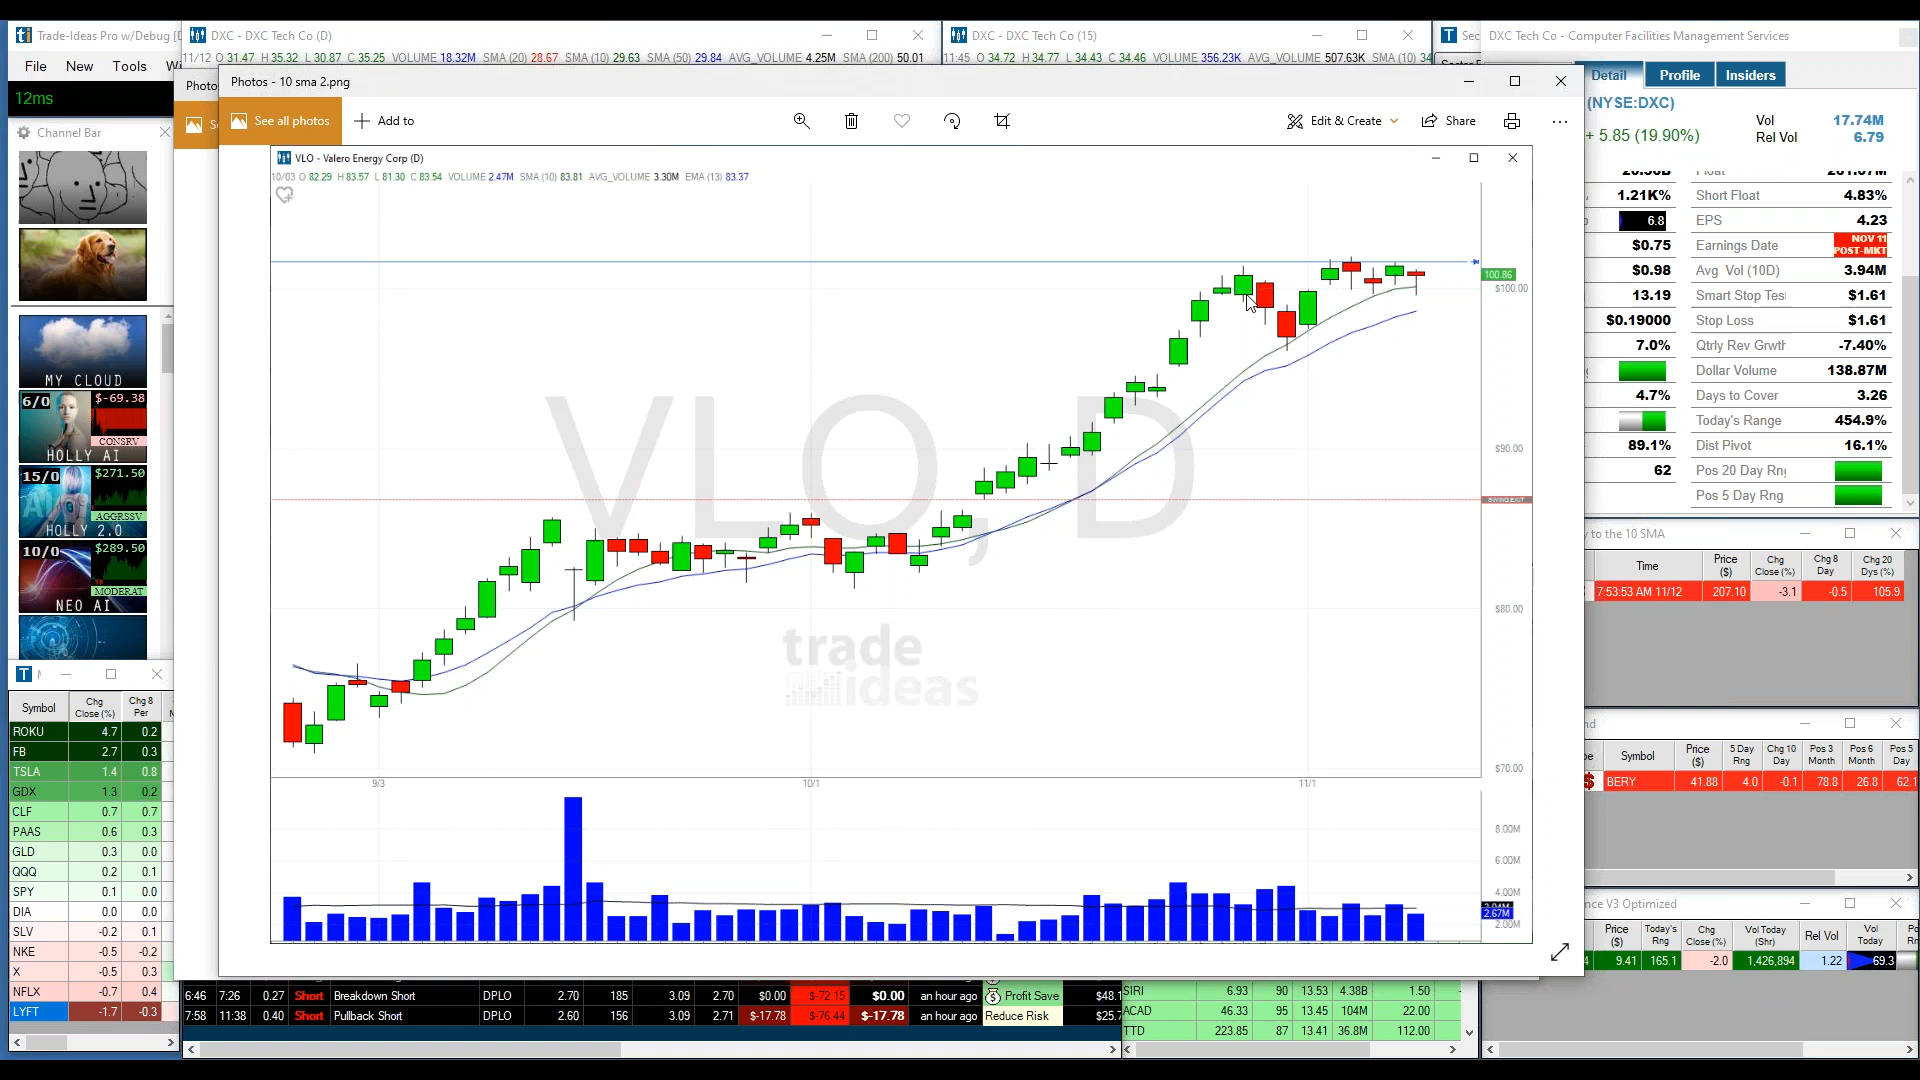 Trade-Ideas Pro w/Debug [D
DXC - DXC Tech Co (D)
DXC - DXC Tech Co (15)
Sec
DXC Tech Co - Computer Facilities Management Services
11/12 O 31.47 H 35.32 L 30.87 C 35.25 VOLUME 18.32M SMA (20) 28.67 SMA (10) 29.63 SMA (50) 29.84 AVG_VOLUME 4.25M SMA (200) 50.01
11:45 O 34.72 H 34.77 L 34.43 C 34.46 VOLUME 356.23K AVG_VOLUME 507.63K SMA (10) 34
File New Tools Wi
12ms
Channel Bar
Photo
Photos - 10 sma 2.png
See all photos
Add to
Edit & Create
Share
Detail Profile Insiders
(NYSE:DXC)
+ 5.85 (19.90%)
Vol 17.74M
Rel Vol 6.79
1.21K% Short Float 4.83%
6.8 EPS 4.23
$0.75 Earnings Date NOV 11
POST-MKT
$0.98 Avg Vol (10D) 3.94M
13.19 Smart Stop Tes $1.61
$0.19000 Stop Loss $1.61
7.0% Qtrly Rev Grwth -7.40%
Dollar Volume 138.87M
4.7% Days to Cover 3.26
Today's Range 454.9%
89.1% Dist Pivot 16.1%
62 Pos 20 Day Rng
Pos 5 Day Rng
VLO - Valero Energy Corp (D)
10/03 O 82.29 H 83.57 L 81.30 C 83.54 VOLUME 2.47M SMA (10) 83.81 AVG_VOLUME 3.30M EMA (13) 83.37
VLO, D
trade
ideas
100.86
$100.00
$90.00
SWING EXIT
$80.00
$70.00
9/3 10/1 11/1
8.00M
6.00M
4.00M
2.67M
2.00M
MY CLOUD
6/0 $-69.38
CONSRV
HOLLY AI
15/0 $271.50
AGGRSSV
HOLLY 2.0
10/0 $289.50
MODERAT
NEO AI
Symbol Chg Close (%) Chg 8 Per
ROKU 4.7 0.2
FB 2.7 0.3
TSLA 1.4 0.8
GDX 1.3 0.2
CLF 0.7 0.7
PAAS 0.6 0.3
GLD 0.3 0.0
QQQ 0.2 0.1
SPY 0.1 0.0
DIA 0.0 0.0
SLV -0.2 0.1
NKE -0.5 -0.2
X -0.5 0.3
NFLX -0.7 0.4
LYFT -1.7 -0.3
y to the 10 SMA
Time Price ($) Chg Close (%) Chg 8 Day Chg 20 Dys (%)
7:53:53 AM 11/12 207.10 -3.1 -0.5 105.9
nd
pe Symbol Price ($) 5 Day Rng Chg 10 Day Pos 3 Month Pos 6 Month Pos 5 Day
BERY 41.88 4.0 -0.1 78.8 26.8 62.1
nce V3 Optimized
Price ($) Today's Rng Chg Close (%) Vol Today (Shr) Rel Vol Vol Today
9.41 165.1 -2.0 1,426,894 1.22 69.3
6:46 7:26 0.27 Short Breakdown Short DPLO 2.70 185 3.09 2.70 $0.00 $-72.15 $0.00 an hour ago Profit Save $48.1
7:58 11:38 0.40 Short Pullback Short DPLO 2.60 156 3.09 2.71 $-17.78 $-76.44 $-17.78 an hour ago Reduce Risk $25.7
SIRI 6.93 90 13.53 4.38B 1.50
ACAD 46.33 95 13.45 104M 22.00
TTD 223.85 87 13.41 36.8M 112.00